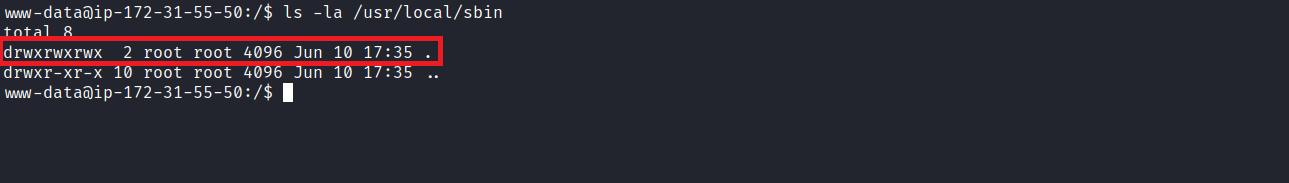 www-data@ip-172-31-55-50:/$ ls -la /usr/local/sbin
total 8
drwxrwxrwx  2 root root 4096 Jun 10 17:35 .
drwxr-xr-x 10 root root 4096 Jun 10 17:35 ..
www-data@ip-172-31-55-50:/$